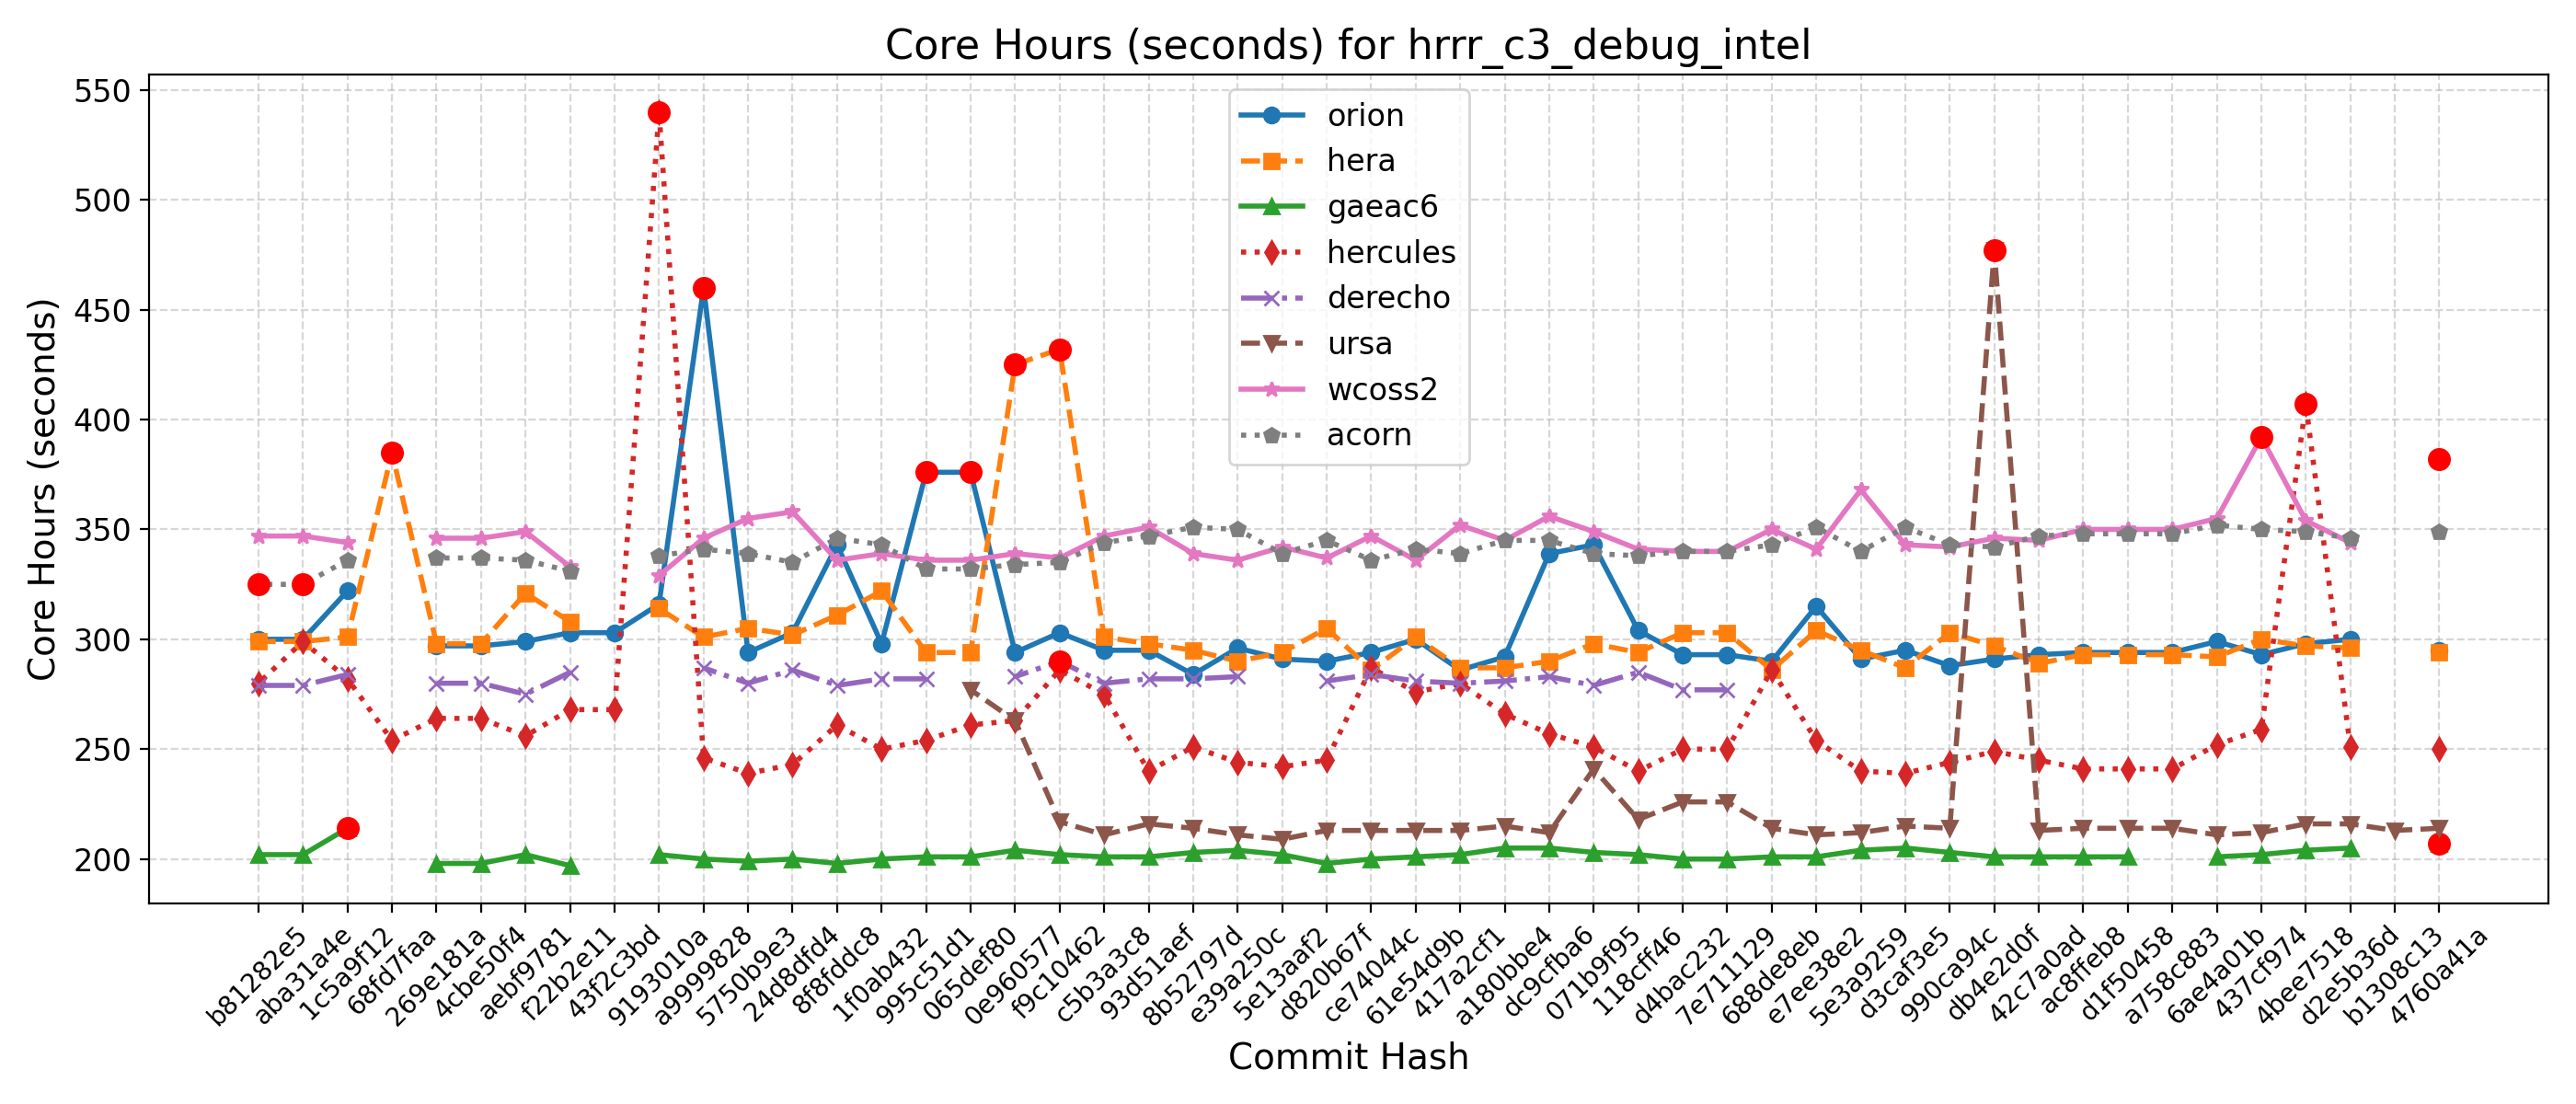 Core Hours (seconds) for hrrr_c3_debug_intel
Core Hours (seconds)
550
500
450
400
350
300
250
200
orion
hera
gaeac6
hercules
derecho
ursa
wcoss2
acorn
b81282e5
aba31a4e
1c5a9f12
68fd7faa
269e181a
4cbe50f4
aebf9781
f22b2e11
43f2c3bd
9193010a
a9999828
5750b9e3
24d8dfd4
8f8fddc8
1f0ab432
995c51d1
065def80
0e960577
f9c10462
c5b3a3c8
93d51aef
8b52797d
e39a250c
5e13aaf2
d820b67f
ce74044c
61e54d9b
417a2cf1
a180bbe4
dc9cfba6
071b9f95
118cff46
d4bac232
7e711129
688de8eb
e7ee38e2
5e3a9259
d3caf3e5
990ca94c
db4e2d0f
42c7a0ad
ac8ffeb8
d1f50458
a758c883
6ae4a01b
437cf974
4bee7518
d2e5b36d
b1308c13
4760a41a
Commit Hash